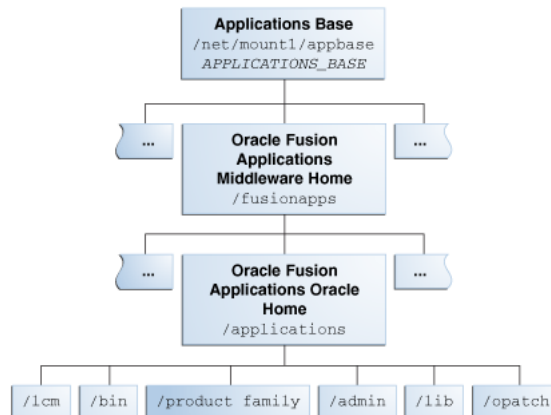 Applications Base
/net/mount1/appbase
APPLICATIONS_BASE
...
Oracle Fusion
Applications
Middleware Home
/fusionapps
...
...
Oracle Fusion
Applications Oracle
Home
/applications
...
/lcm
/bin
/product family
/admin
/lib
/opatch